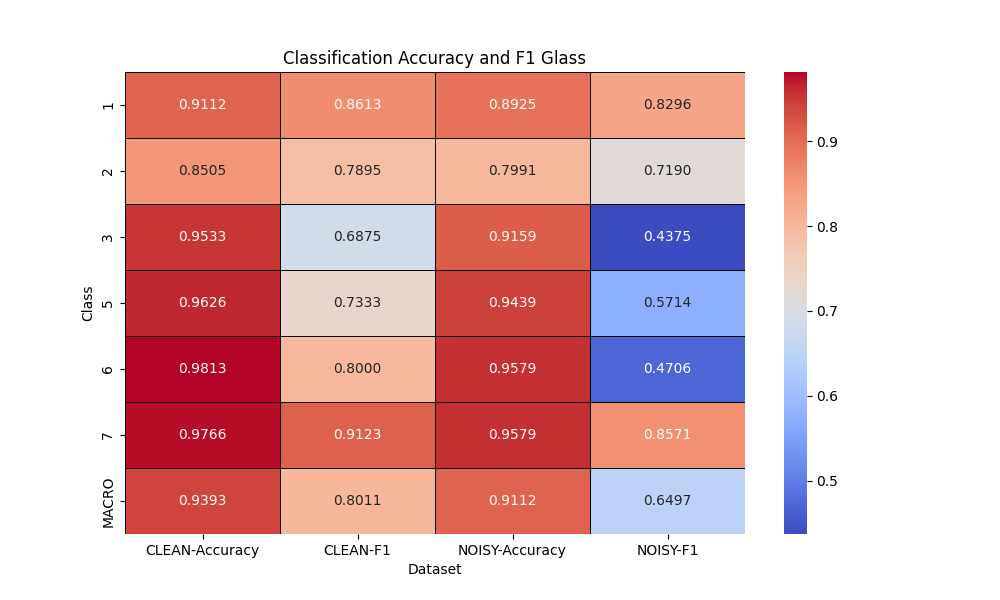 Classification Accuracy and F1 Glass
1 0.9112 0.8613 0.8925 0.8296
2 0.8505 0.7895 0.7991 0.7190
3 0.9533 0.6875 0.9159 0.4375
5 0.9626 0.7333 0.9439 0.5714
6 0.9813 0.8000 0.9579 0.4706
7 0.9766 0.9123 0.9579 0.8571
MACRO 0.9393 0.8011 0.9112 0.6497
Class
CLEAN-Accuracy CLEAN-F1 NOISY-Accuracy NOISY-F1
Dataset
0.9
0.8
0.7
0.6
0.5